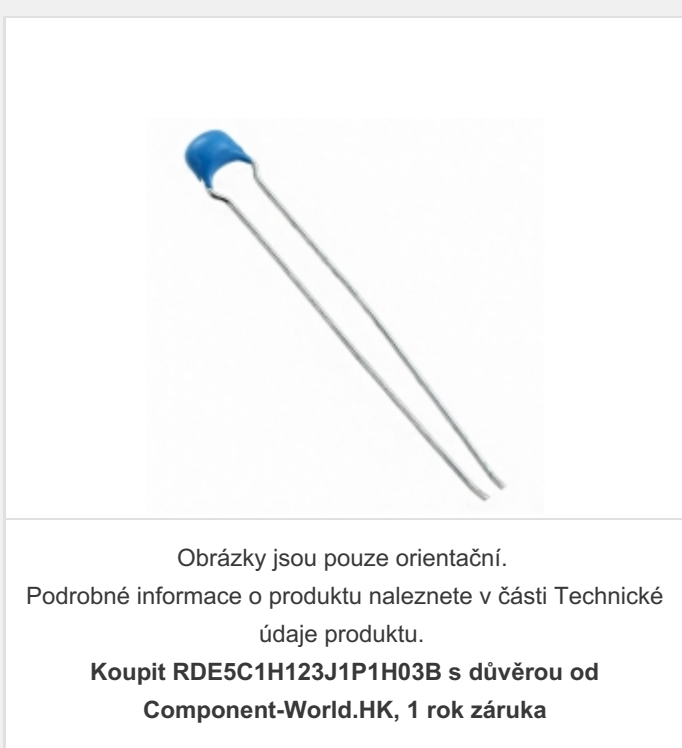 Obrázky jsou pouze orientační.
Podrobné informace o produktu naleznete v části Technické
údaje produktu.
Koupit RDE5C1H123J1P1H03B s důvěrou od
Component-World.HK, 1 rok záruka